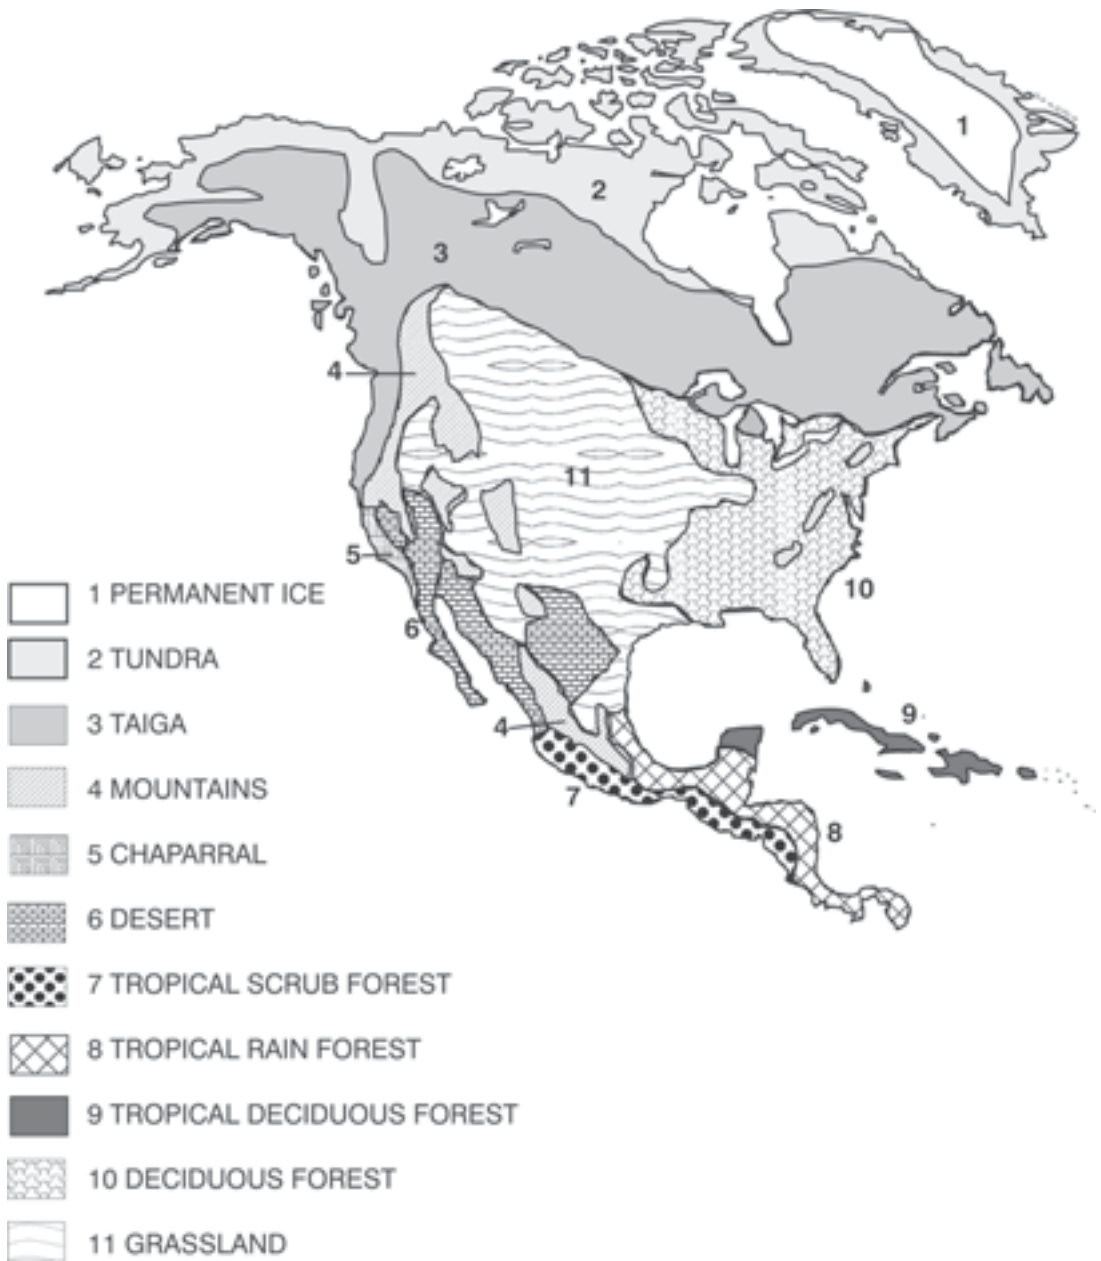 1
2
3
4
11
5
10
6
9
4
7
8
1 PERMANENT ICE
2 TUNDRA
3 TAIGA
4 MOUNTAINS
5 CHAPARRAL
6 DESERT
7 TROPICAL SCRUB FOREST
8 TROPICAL RAIN FOREST
9 TROPICAL DECIDUOUS FOREST
10 DECIDUOUS FOREST
11 GRASSLAND